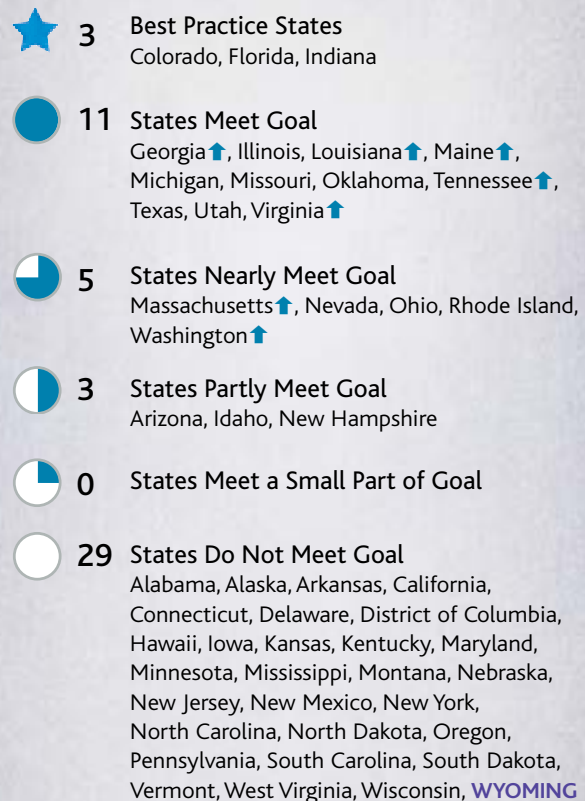 3 Best Practice States
Colorado, Florida, Indiana
11 States Meet Goal
Georgia⬆, Illinois, Louisiana⬆, Maine⬆,
Michigan, Missouri, Oklahoma, Tennessee⬆,
Texas, Utah, Virginia⬆
5 States Nearly Meet Goal
Massachusetts⬆, Nevada, Ohio, Rhode Island,
Washington⬆
3 States Partly Meet Goal
Arizona, Idaho, New Hampshire
0 States Meet a Small Part of Goal
29 States Do Not Meet Goal
Alabama, Alaska, Arkansas, California,
Connecticut, Delaware, District of Columbia,
Hawaii, Iowa, Kansas, Kentucky, Maryland,
Minnesota, Mississippi, Montana, Nebraska,
New Jersey, New Mexico, New York,
North Carolina, North Dakota, Oregon,
Pennsylvania, South Carolina, South Dakota,
Vermont, West Virginia, Wisconsin, WYOMING